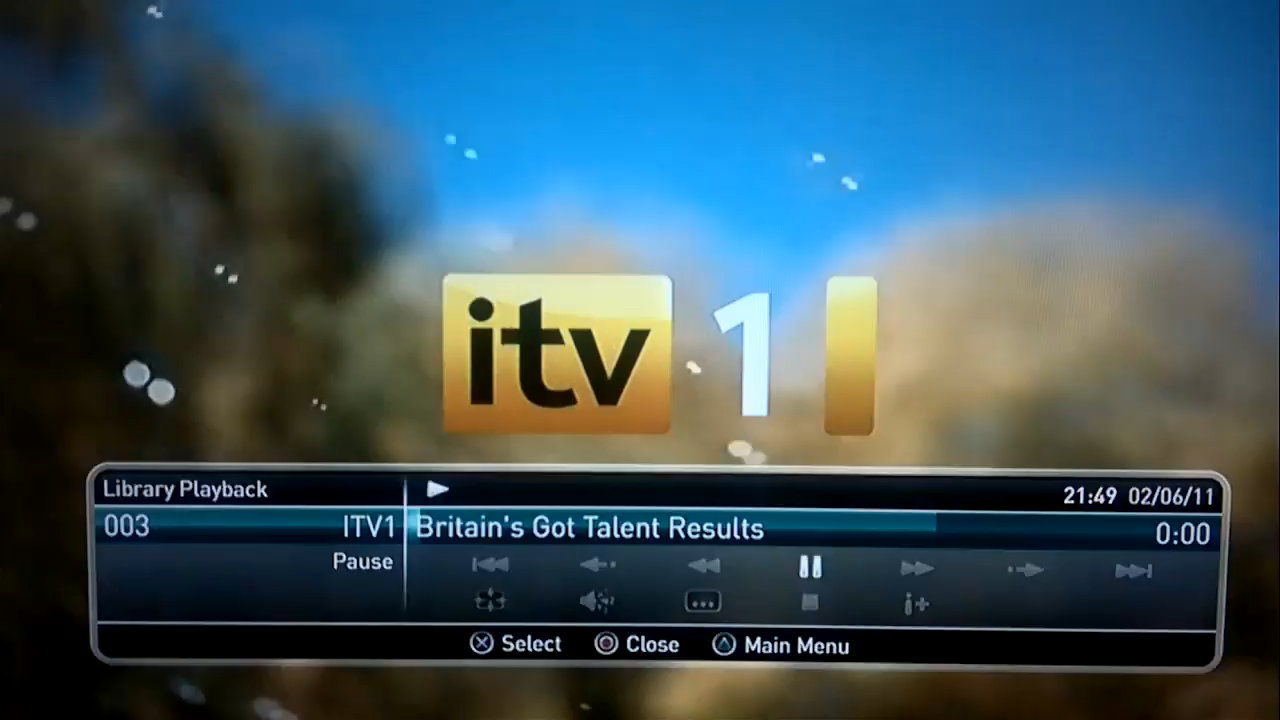 itv 1
Library Playback
21:49 02/06/11
003 ITV1 Britain's Got Talent Results 0:00
Pause
Select Close Main Menu